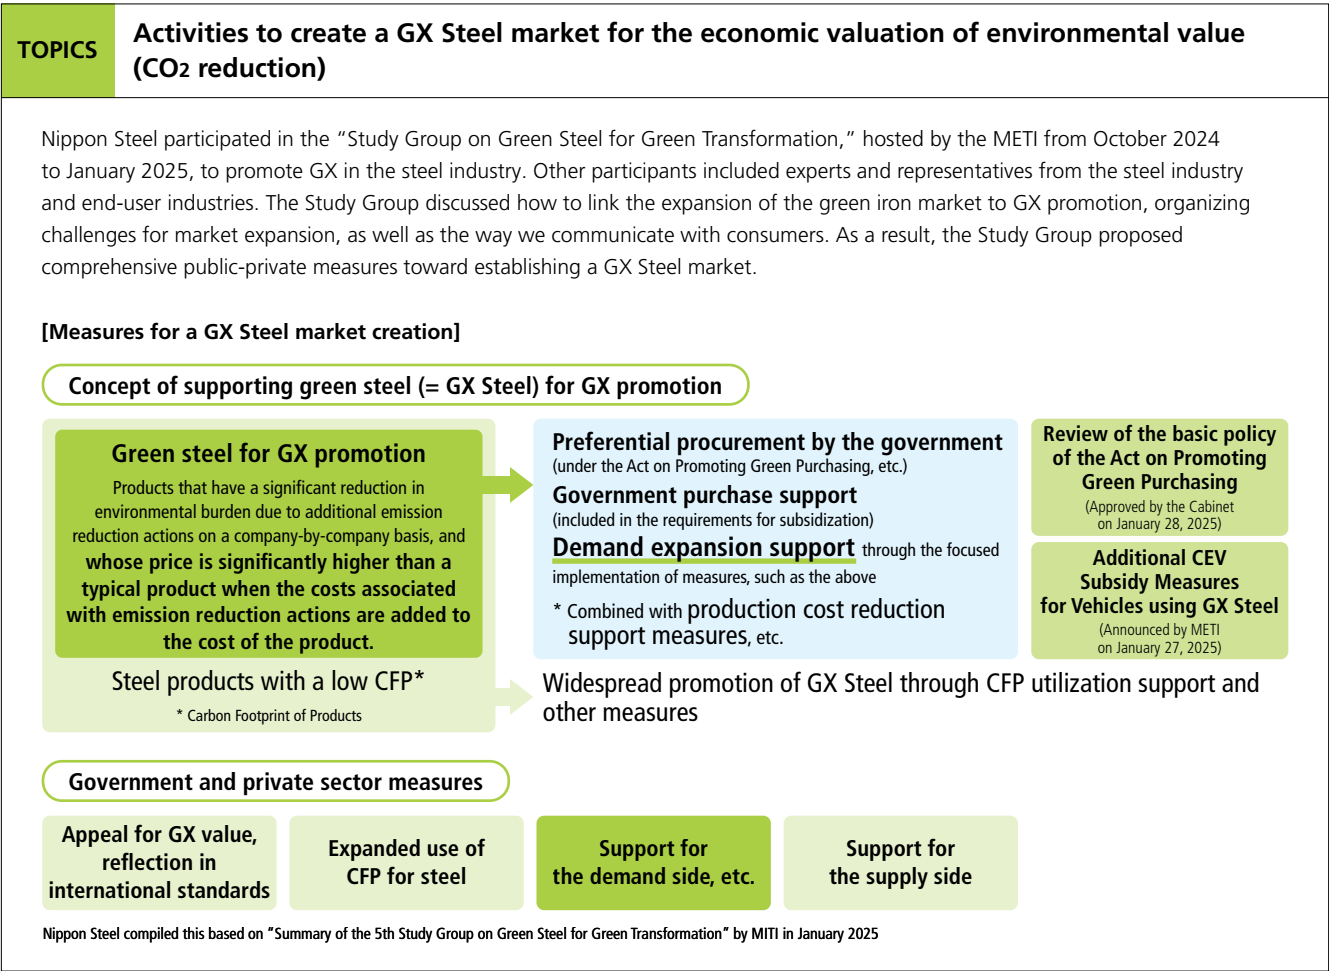 TOPICS
Activities to create a GX Steel market for the economic valuation of environmental value
(CO2 reduction)
Nippon Steel participated in the “Study Group on Green Steel for Green Transformation,” hosted by the METI from October 2024
to January 2025, to promote GX in the steel industry. Other participants included experts and representatives from the steel industry
and end-user industries. The Study Group discussed how to link the expansion of the green iron market to GX promotion, organizing
challenges for market expansion, as well as the way we communicate with consumers. As a result, the Study Group proposed
comprehensive public-private measures toward establishing a GX Steel market.
[Measures for a GX Steel market creation]
Concept of supporting green steel (= GX Steel) for GX promotion
Green steel for GX promotion
Products that have a significant reduction in
environmental burden due to additional emission
reduction actions on a company-by-company basis, and
whose price is significantly higher than a
typical product when the costs associated
with emission reduction actions are added to
the cost of the product.
Steel products with a low CFP*
* Carbon Footprint of Products
Preferential procurement by the government
(under the Act on Promoting Green Purchasing, etc.)
Government purchase support
(included in the requirements for subsidization)
Demand expansion support through the focused
implementation of measures, such as the above
* Combined with production cost reduction
support measures, etc.
Review of the basic policy
of the Act on Promoting
Green Purchasing
(Approved by the Cabinet
on January 28, 2025)
Additional CEV
Subsidy Measures
for Vehicles using GX Steel
(Announced by METI
on January 27, 2025)
Widespread promotion of GX Steel through CFP utilization support and
other measures
Government and private sector measures
Appeal for GX value,
reflection in
international standards
Expanded use of
CFP for steel
Support for
the demand side, etc.
Support for
the supply side
Nippon Steel compiled this based on “Summary of the 5th Study Group on Green Steel for Green Transformation” by MITI in January 2025